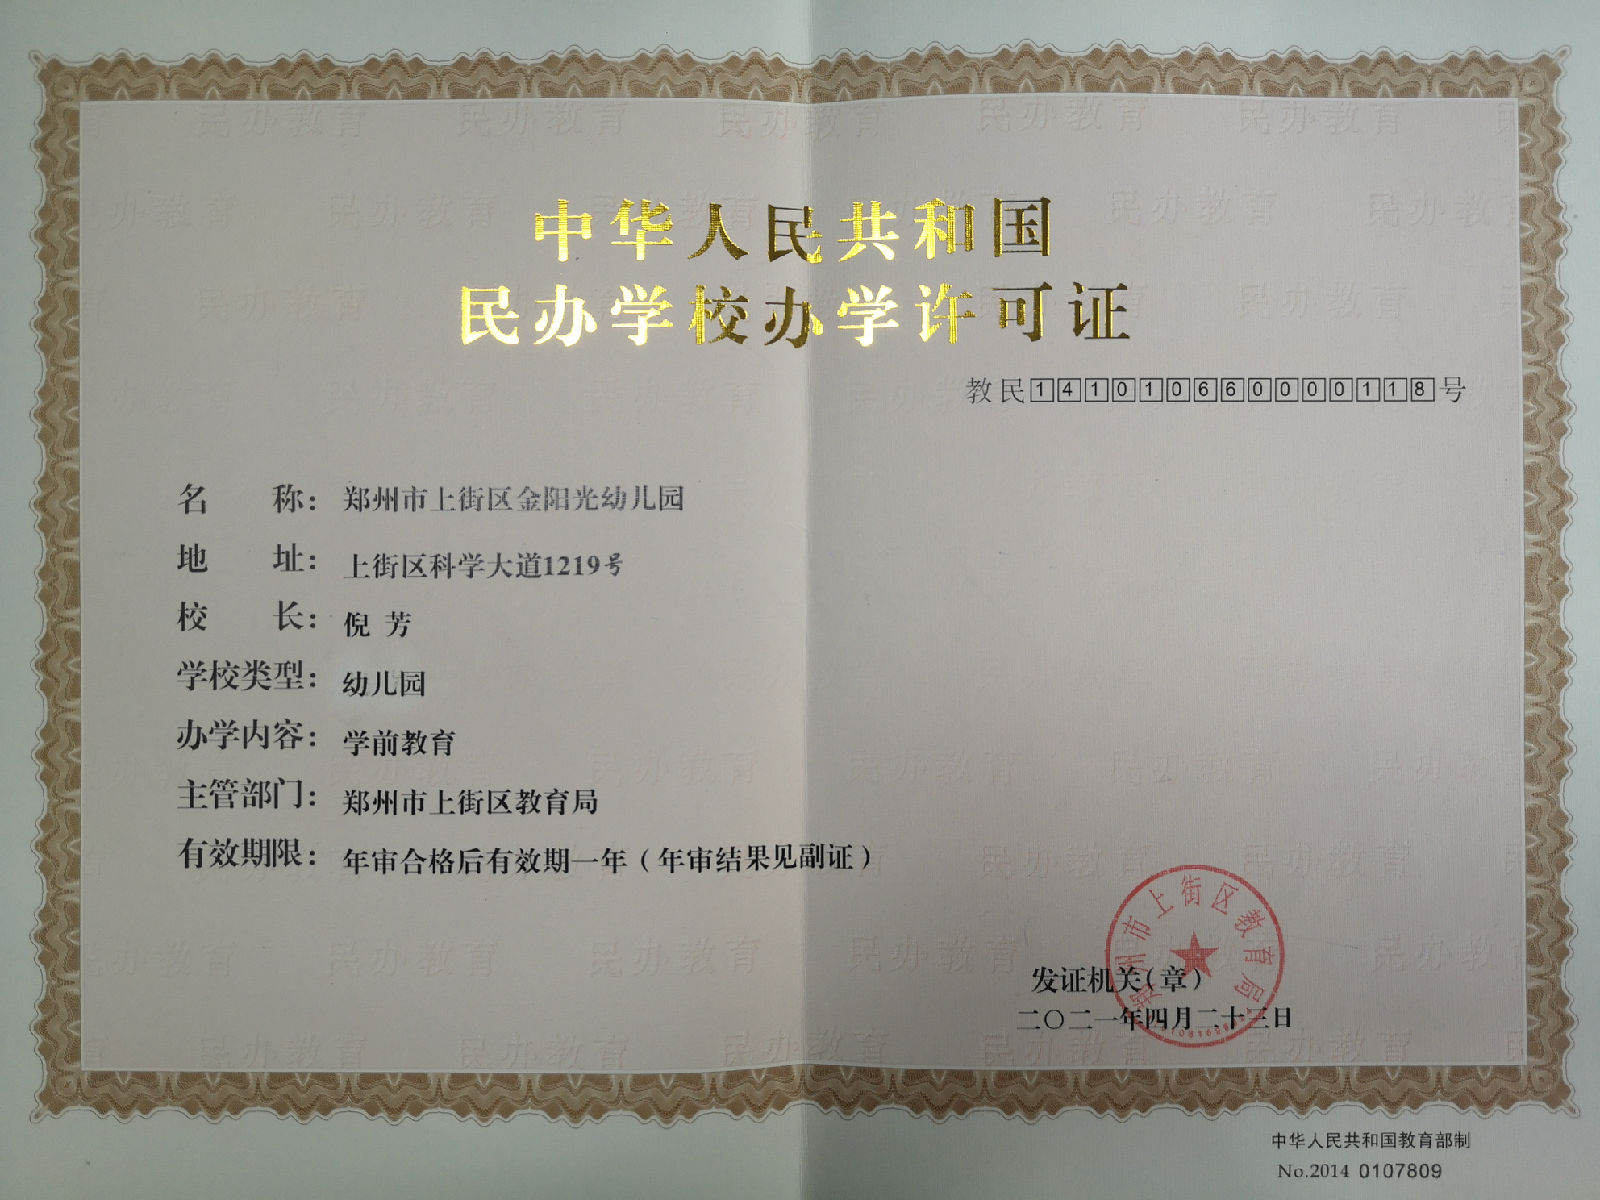 中华人民共和国
民办学校办学许可证
教民141010660000118号
名称：郑州市上街区金阳光幼儿园
地址：上街区科学大道1219号
校长：倪芳
学校类型：幼儿园
办学内容：学前教育
主管部门：郑州市上街区教育局
有效期限：年审合格后有效期一年（年审结果见副证）
郑州市上街区教育局
发证机关（章）
二〇二一年四月二十三日
中华人民共和国教育部制
No.2014 0107809